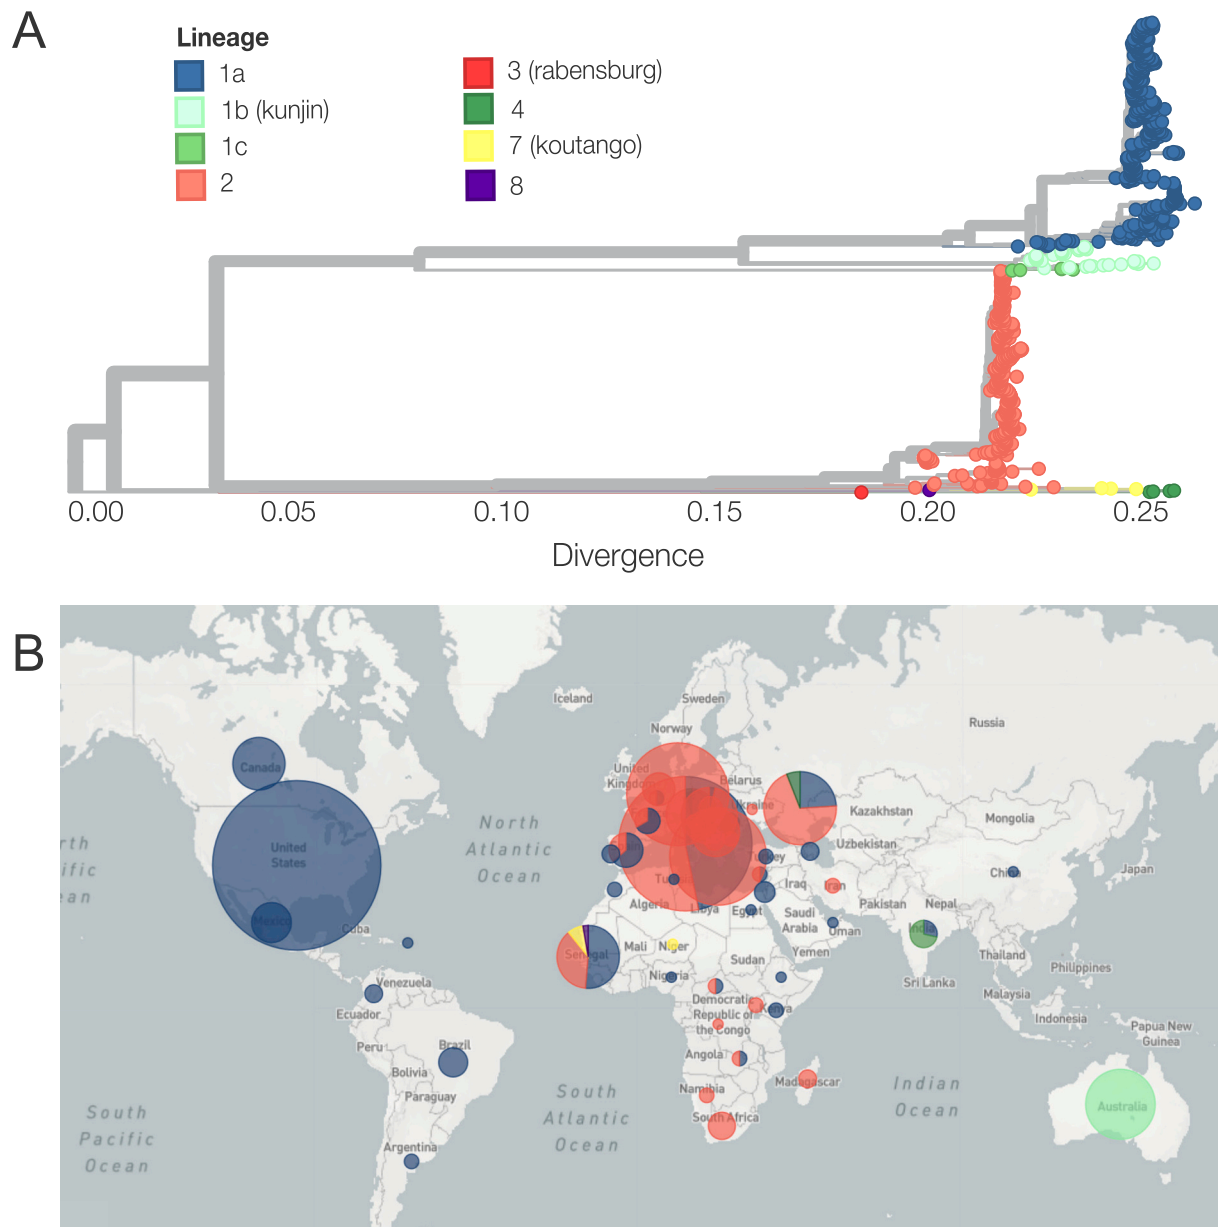 A
Lineage
1a
1b (kunjin)
1c
2
3 (rabensburg)
4
7 (koutango)
8
0.00 0.05 0.10 0.15 0.20 0.25
Divergence
B
Iceland
Sweden
Norway
Russia
United
Kingdom
Belarus
Ukraine
Canada
Kazakhstan
Mongolia
North
Atlantic
Ocean
United
States
Uzbekistan
Turkey
China
Japan
Iraq
Iran
Algeria
Libya
Egypt
Pakistan
Nepal
Saudi
Arabia
Oman
Mexico
Cuba
India
Senegal
Mali
Niger
Sudan
Yemen
Thailand
Philippines
Nigeria
Sri Lanka
Venezuela
Malaysia
Ecuador
Democratic
Republic of
the Congo
Kenya
Indonesia
Papua New
Guinea
Peru
Brazil
Angola
Bolivia
Paraguay
Namibia
Madagascar
Indian
Ocean
South
Atlantic
Ocean
South
Pacific
Ocean
South Africa
Australia
Argentina